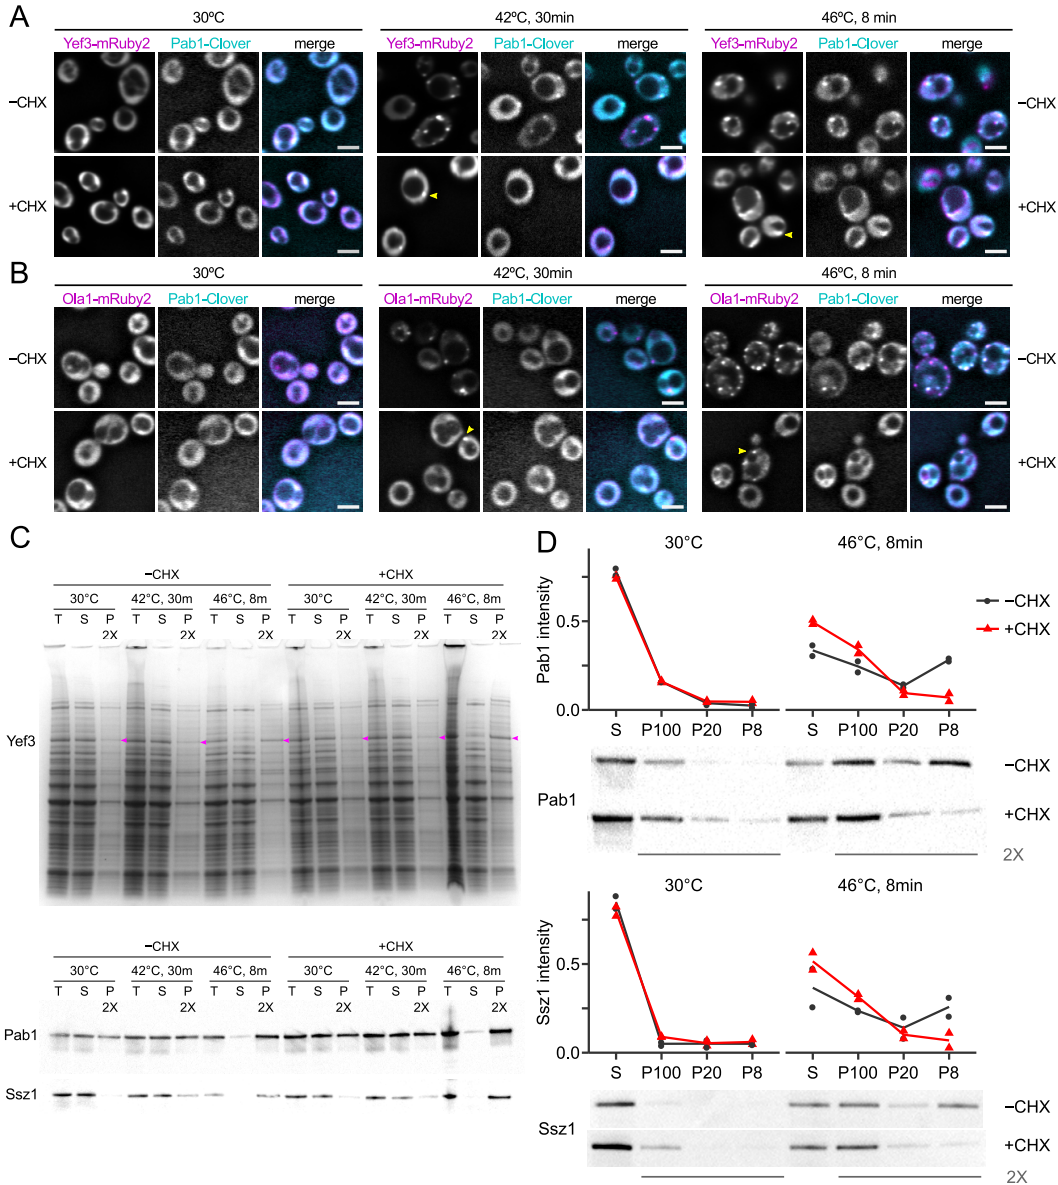 A
30ºC 42ºC, 30min 46ºC, 8 min
Yef3-mRuby2 Pab1-Clover merge Yef3-mRuby2 Pab1-Clover merge Yef3-mRuby2 Pab1-Clover merge
−CHX −CHX
+CHX +CHX
B
30ºC 42ºC, 30min 46ºC, 8 min
Ola1-mRuby2 Pab1-Clover merge Ola1-mRuby2 Pab1-Clover merge Ola1-mRuby2 Pab1-Clover merge
−CHX −CHX
+CHX +CHX
C
−CHX +CHX
30°C 42°C, 30m 46°C, 8m 30°C 42°C, 30m 46°C, 8m
T S P T S P T S P T S P T S P T S P
2X 2X 2X 2X 2X 2X
Yef3
−CHX +CHX
30°C 42°C, 30m 46°C, 8m 30°C 42°C, 30m 46°C, 8m
T S P T S P T S P T S P T S P T S P
2X 2X 2X 2X 2X 2X
Pab1
Ssz1
D
30°C 46°C, 8min
Pab1 intensity
0.5
0.0
−CHX
+CHX
S P100 P20 P8 S P100 P20 P8
−CHX
Pab1
+CHX
2X
30°C 46°C, 8min
Ssz1 intensity
0.5
0.0
S P100 P20 P8 S P100 P20 P8
−CHX
Ssz1
+CHX
2X